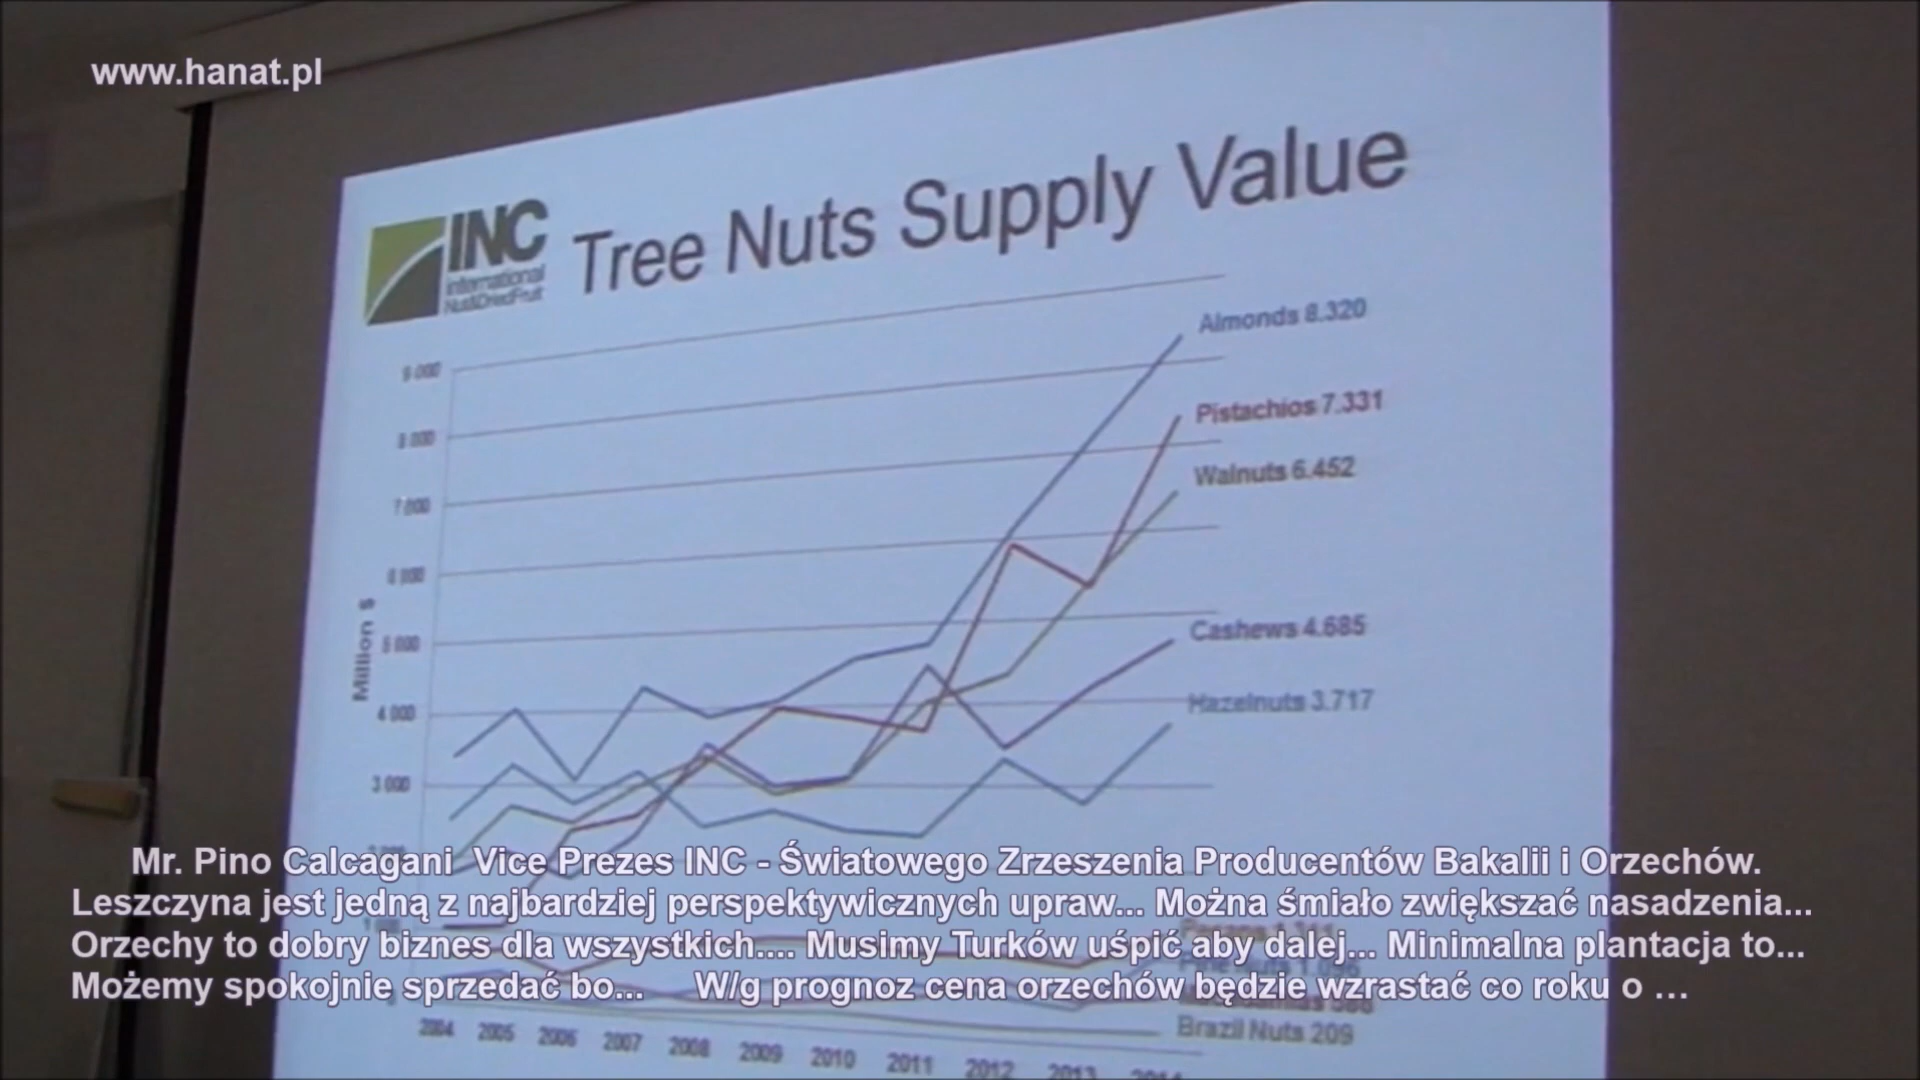 www.hanat.pl
INC
International
Nut&DriedFruit
Tree Nuts Supply Value
9 000
8 000
7 000
6 000
5 000
4 000
3 000
Million $
Almonds 8.320
Pistachios 7.331
Walnuts 6.452
Cashews 4.685
Hazelnuts 3.717
Mr. Pino Calcagani Vice Prezes INC - Światowego Zrzeszenia Producentów Bakalii i Orzechów.
Leszczyna jest jedną z najbardziej perspektywicznych upraw... Można śmiało zwiększać nasadzenia...
Orzechy to dobry biznes dla wszystkich.... Musimy Turków uśpić aby dalej... Minimalna plantacja to...
Możemy spokojnie sprzedać bo... W/g prognoz cena orzechów będzie wzrastać co roku o ...
Brazil Nuts 209
2004 2005 2006 2007 2008 2009 2010 2011 2012 2013 2014